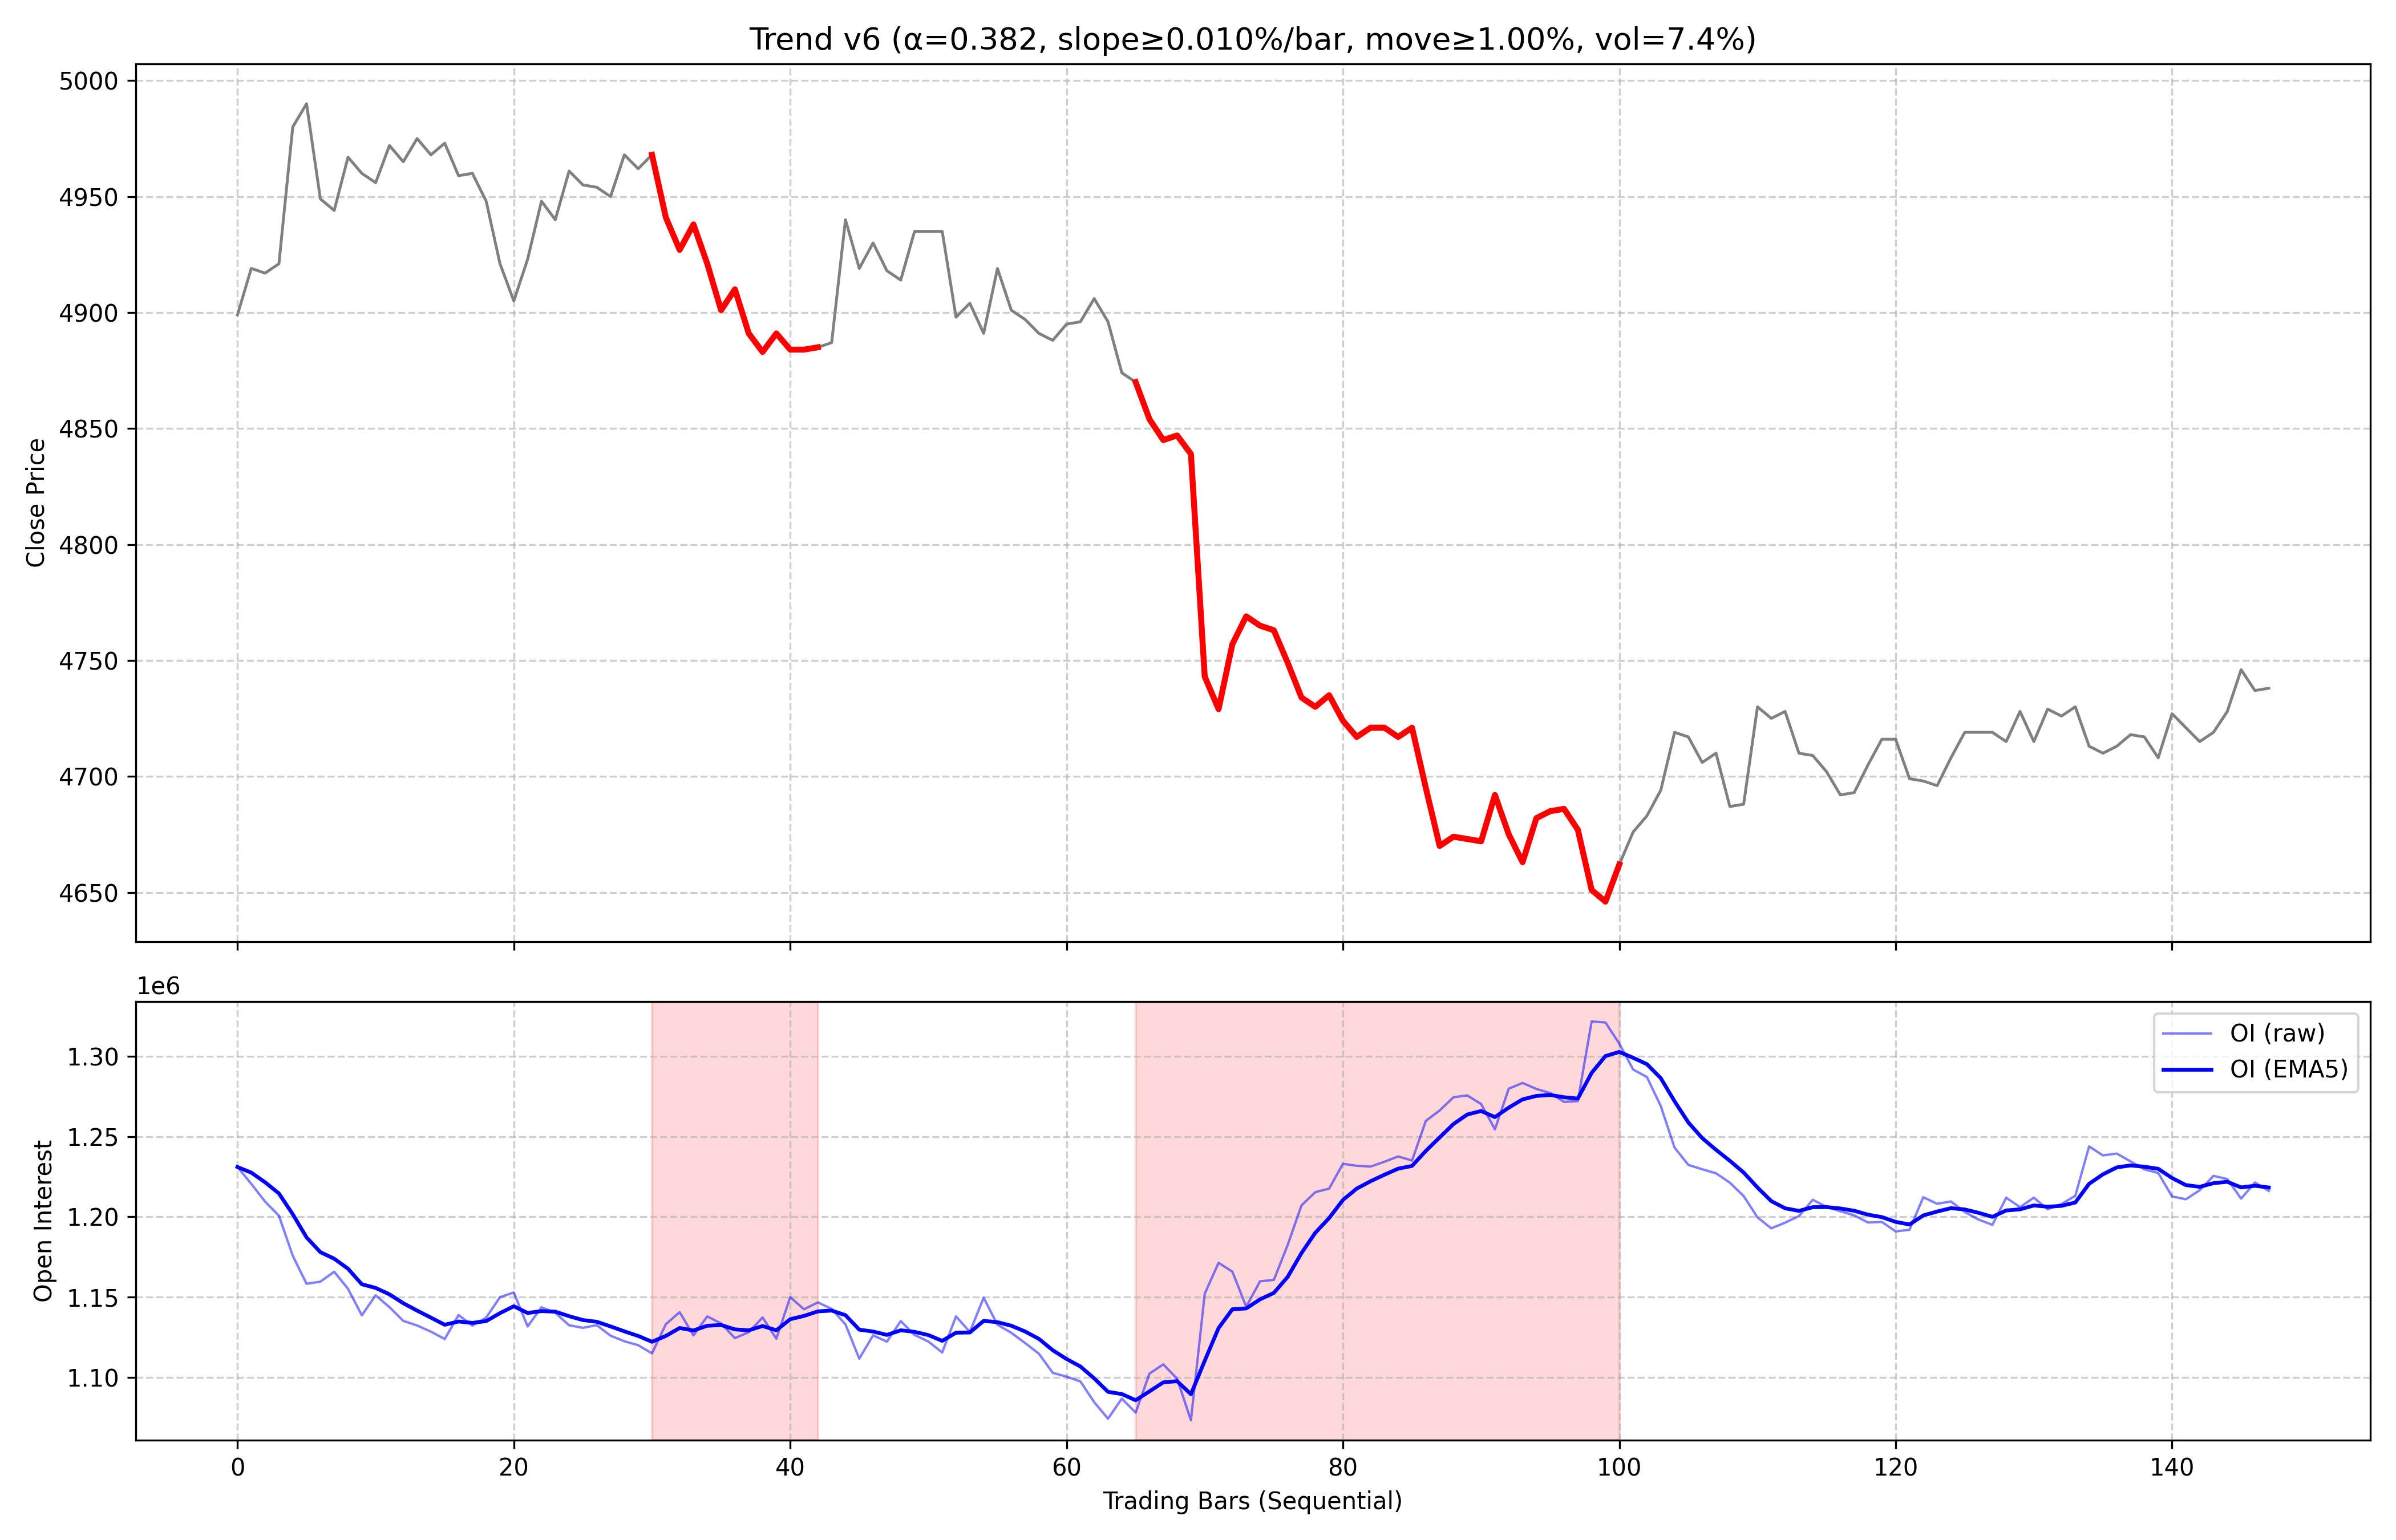 Trend v6 (α=0.382, slope≥0.010%/bar, move≥1.00%, vol=7.4%)
5000
4950
4900
4850
4800
4750
4700
4650
Close Price
1e6
1.30
1.25
1.20
1.15
1.10
Open Interest
OI (raw)
OI (EMA5)
0 20 40 60 80 100 120 140
Trading Bars (Sequential)